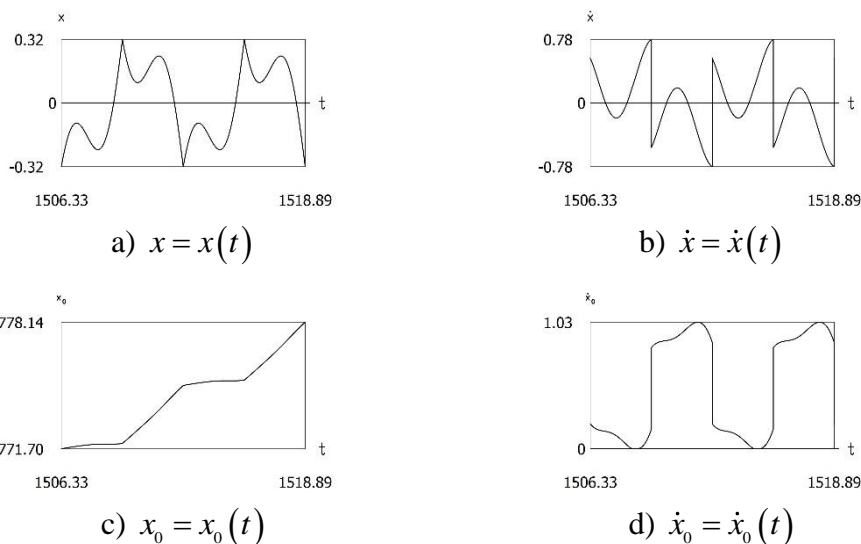 x
0.32
0
t
-0.32
1506.33 1518.89
a) x = x(t)
ẋ
0.78
0
t
-0.78
1506.33 1518.89
b) ẋ = ẋ(t)
x₀
778.14
771.70
t
1506.33 1518.89
c) x₀ = x₀(t)
ẋ₀
1.03
0
t
1506.33 1518.89
d) ẋ₀ = ẋ₀(t)